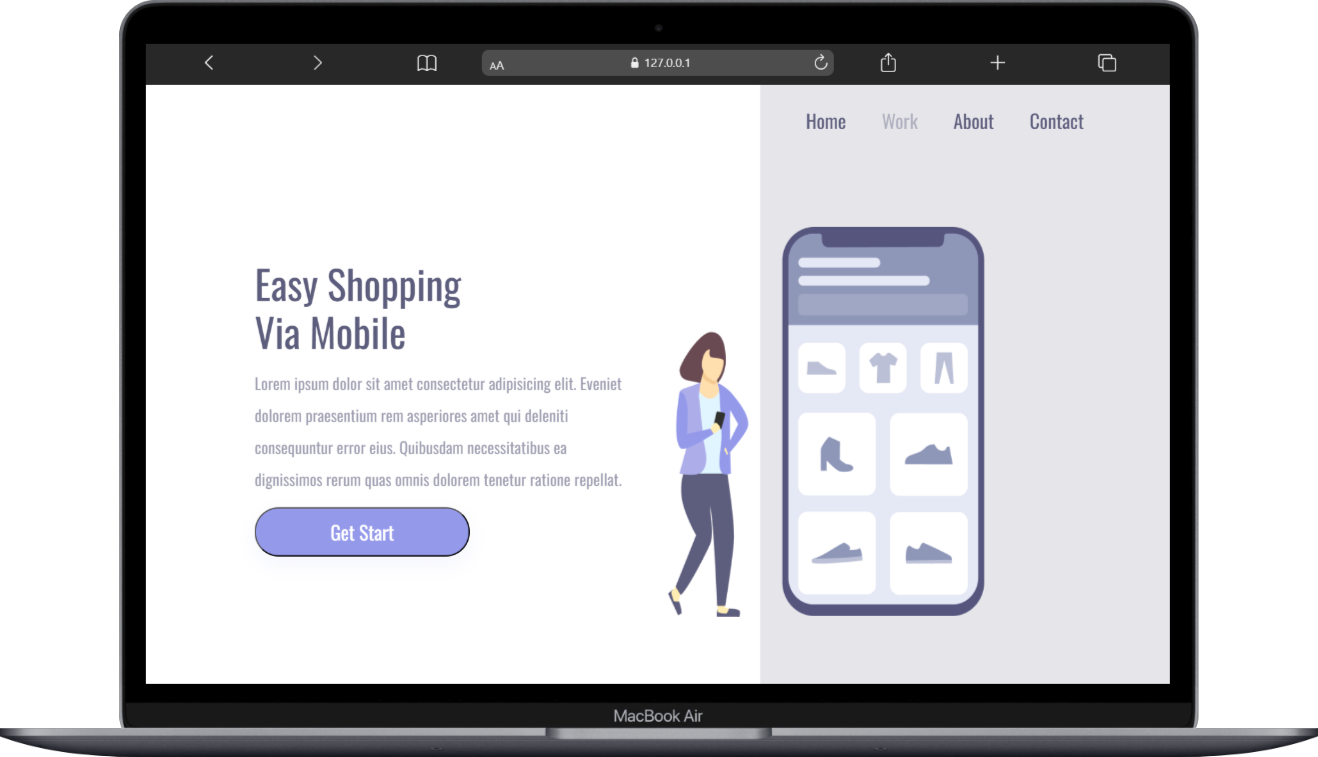 AA 127.0.0.1
Home Work About Contact
Easy Shopping
Via Mobile
Lorem ipsum dolor sit amet consectetur adipisicing elit. Eveniet
dolorem praesentium rem asperiores amet qui deleniti
consequuntur error eius. Quibusdam necessitatibus ea
dignissimos rerum quas omnis dolorem tenetur ratione repellat.
Get Start
MacBook Air